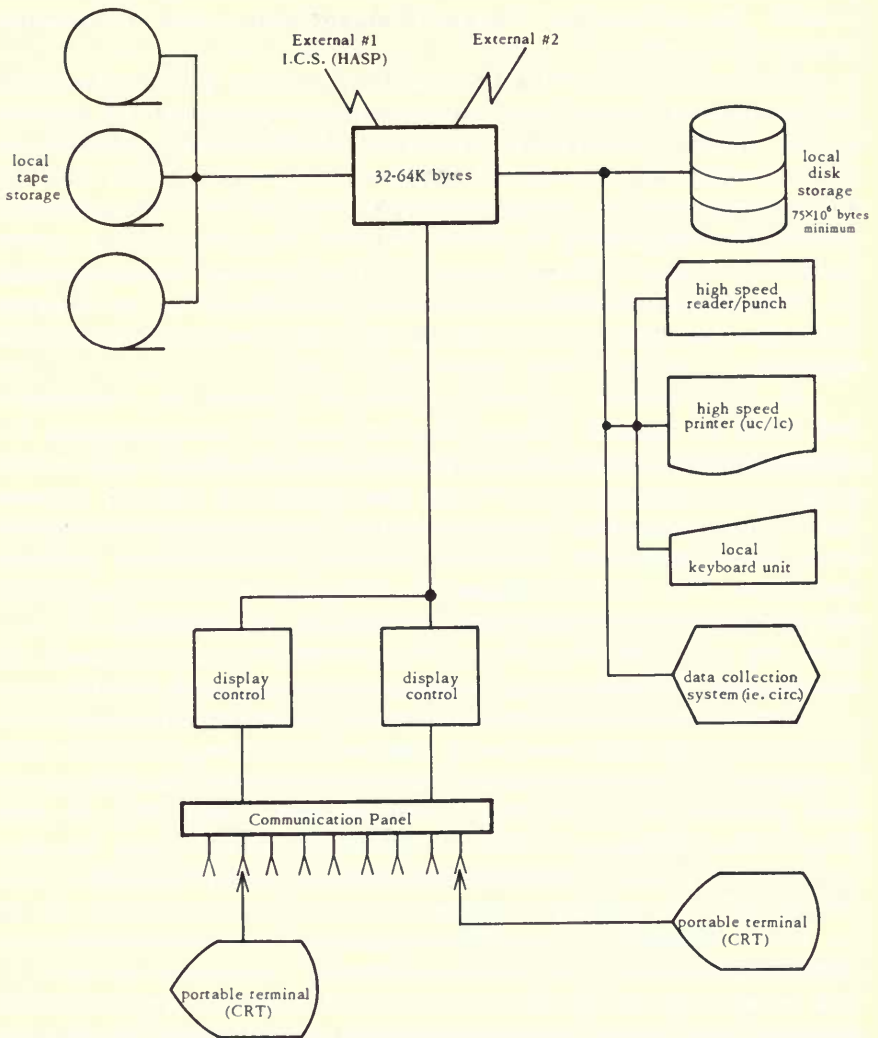 External #1
I.C.S. (HASP)
External #2
local
tape
storage
32-64K bytes
local
disk
storage
75×10⁶ bytes
minimum
high speed
reader/punch
high speed
printer (uc/lc)
local
keyboard unit
display
control
display
control
data collection
system (ie. circ.)
Communication Panel
portable terminal
(CRT)
portable terminal
(CRT)